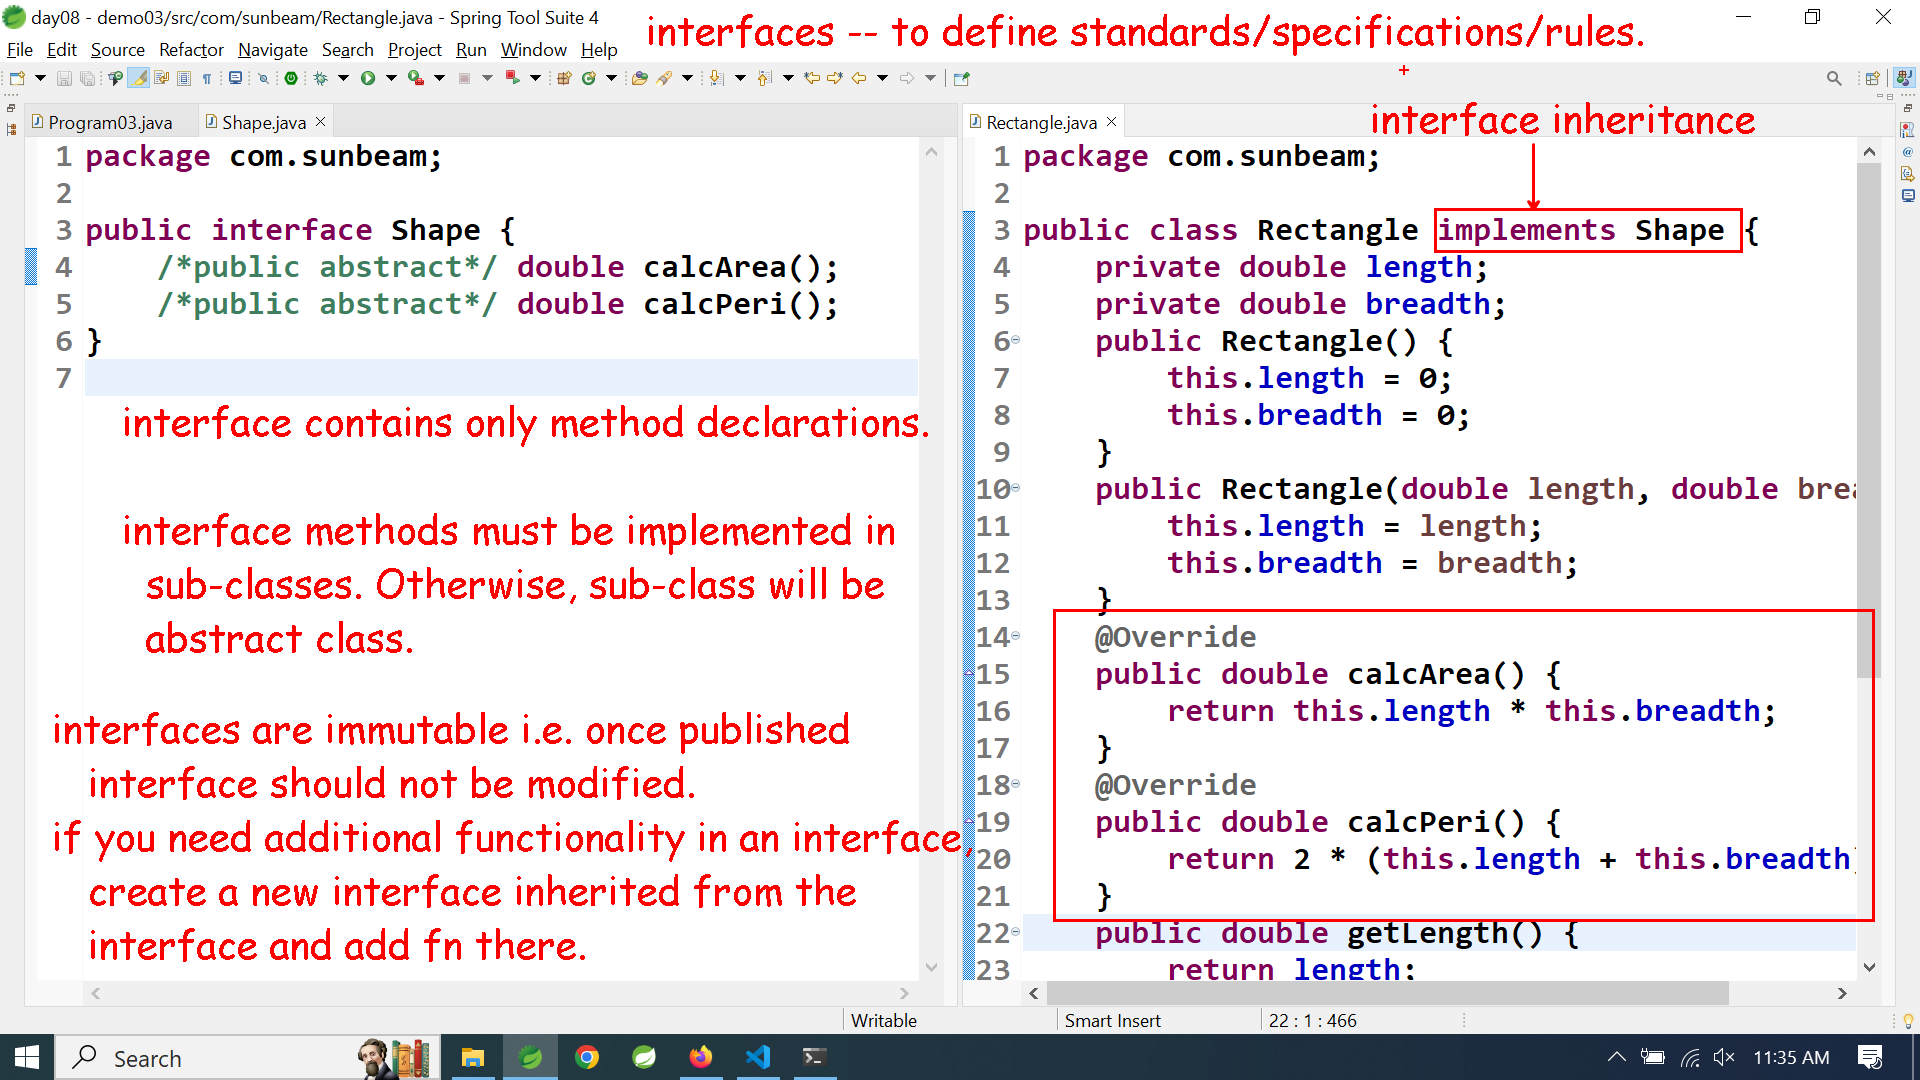 day08 - demo03/src/com/sunbeam/Rectangle.java - Spring Tool Suite 4
interfaces -- to define standards/specifications/rules.
File Edit Source Refactor Navigate Search Project Run Window Help
Program03.java
Shape.java
1 package com.sunbeam;
2
3 public interface Shape {
4 /*public abstract*/ double calcArea();
5 /*public abstract*/ double calcPeri();
6 }
7
interface contains only method declarations.
interface methods must be implemented in
sub-classes. Otherwise, sub-class will be
abstract class.
interfaces are immutable i.e. once published
interface should not be modified.
if you need additional functionality in an interface,
create a new interface inherited from the
interface and add fn there.
Rectangle.java
interface inheritance
1 package com.sunbeam;
2
3 public class Rectangle implements Shape {
4 private double length;
5 private double breadth;
6 public Rectangle() {
7 this.length = 0;
8 this.breadth = 0;
9 }
10 public Rectangle(double length, double brea
11 this.length = length;
12 this.breadth = breadth;
13 }
14 @Override
15 public double calcArea() {
16 return this.length * this.breadth;
17 }
18 @Override
19 public double calcPeri() {
20 return 2 * (this.length + this.breadth)
21 }
22 public double getLength() {
23 return length;
Writable
Smart Insert
22 : 1 : 466
Search
11:35 AM